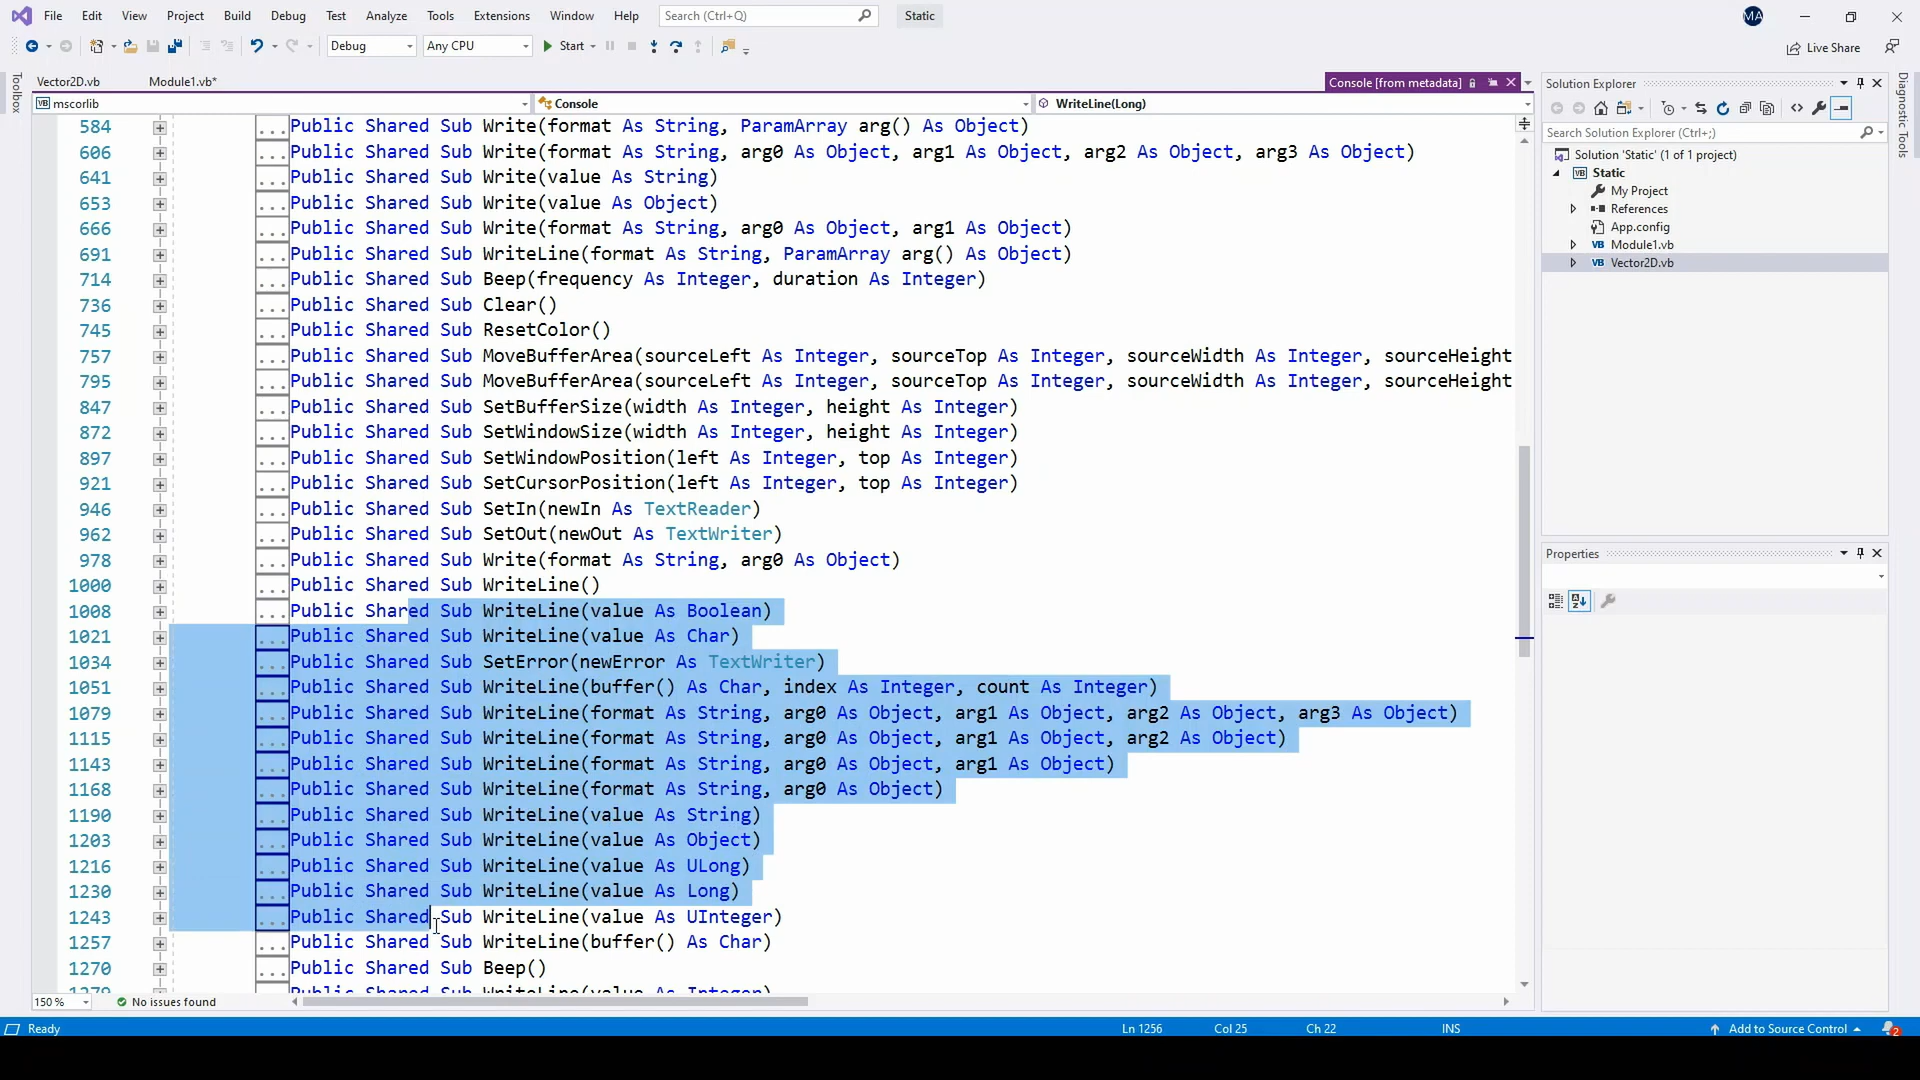 File Edit View Project Build Debug Test Analyze Tools Extensions Window Help Search (Ctrl+Q) Static MA
Debug Any CPU Start Live Share
Toolbox
Vector2D.vb Module1.vb* Console [from metadata]
mscorlib Console WriteLine(Long)
584 ...Public Shared Sub Write(format As String, ParamArray arg() As Object)
606 ...Public Shared Sub Write(format As String, arg0 As Object, arg1 As Object, arg2 As Object, arg3 As Object)
641 ...Public Shared Sub Write(value As String)
653 ...Public Shared Sub Write(value As Object)
666 ...Public Shared Sub Write(format As String, arg0 As Object, arg1 As Object)
691 ...Public Shared Sub WriteLine(format As String, ParamArray arg() As Object)
714 ...Public Shared Sub Beep(frequency As Integer, duration As Integer)
736 ...Public Shared Sub Clear()
745 ...Public Shared Sub ResetColor()
757 ...Public Shared Sub MoveBufferArea(sourceLeft As Integer, sourceTop As Integer, sourceWidth As Integer, sourceHeight
795 ...Public Shared Sub MoveBufferArea(sourceLeft As Integer, sourceTop As Integer, sourceWidth As Integer, sourceHeight
847 ...Public Shared Sub SetBufferSize(width As Integer, height As Integer)
872 ...Public Shared Sub SetWindowSize(width As Integer, height As Integer)
897 ...Public Shared Sub SetWindowPosition(left As Integer, top As Integer)
921 ...Public Shared Sub SetCursorPosition(left As Integer, top As Integer)
946 ...Public Shared Sub SetIn(newIn As TextReader)
962 ...Public Shared Sub SetOut(newOut As TextWriter)
978 ...Public Shared Sub Write(format As String, arg0 As Object)
1000 ...Public Shared Sub WriteLine()
1008 ...Public Shared Sub WriteLine(value As Boolean)
1021 ...Public Shared Sub WriteLine(value As Char)
1034 ...Public Shared Sub SetError(newError As TextWriter)
1051 ...Public Shared Sub WriteLine(buffer() As Char, index As Integer, count As Integer)
1079 ...Public Shared Sub WriteLine(format As String, arg0 As Object, arg1 As Object, arg2 As Object, arg3 As Object)
1115 ...Public Shared Sub WriteLine(format As String, arg0 As Object, arg1 As Object, arg2 As Object)
1143 ...Public Shared Sub WriteLine(format As String, arg0 As Object, arg1 As Object)
1168 ...Public Shared Sub WriteLine(format As String, arg0 As Object)
1190 ...Public Shared Sub WriteLine(value As String)
1203 ...Public Shared Sub WriteLine(value As Object)
1216 ...Public Shared Sub WriteLine(value As ULong)
1230 ...Public Shared Sub WriteLine(value As Long)
1243 ...Public Shared Sub WriteLine(value As UInteger)
1257 ...Public Shared Sub WriteLine(buffer() As Char)
1270 ...Public Shared Sub Beep()
1279 ...Public Shared Sub WriteLine(value As Integer)
150 % No issues found
Solution Explorer
Search Solution Explorer (Ctrl+;)
Solution 'Static' (1 of 1 project)
VB Static
My Project
References
App.config
VB Module1.vb
VB Vector2D.vb
Properties
Diagnostic Tools
Ready Ln 1256 Col 25 Ch 22 INS Add to Source Control 2